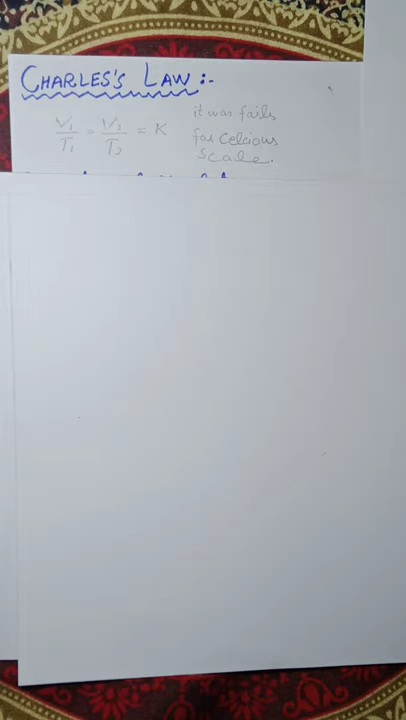 CHARLES'S LAW :-
V₁/T₁ = V₂/T₂ = K
it was fails
for Celcious
Scale.